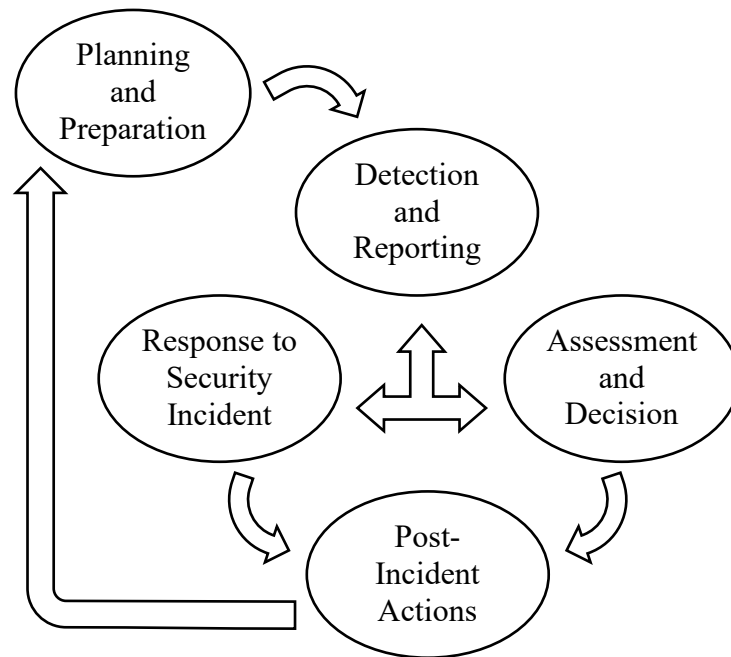 Planning
and
Preparation
Detection
and
Reporting
Response to
Security
Incident
Assessment
and
Decision
Post-
Incident
Actions